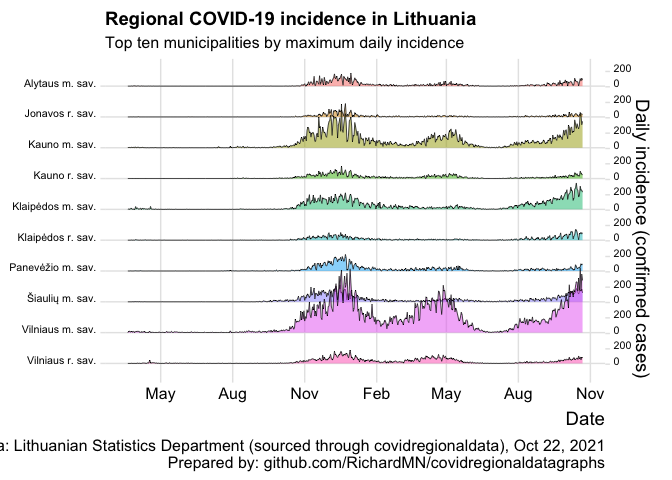 Regional COVID-19 incidence in Lithuania
Top ten municipalities by maximum daily incidence
Alytaus m. sav.
Jonavos r. sav.
Kauno m. sav.
Kauno r. sav.
Klaipėdos m. sav.
Klaipėdos r. sav.
Panevėžio m. sav.
Šiaulių m. sav.
Vilniaus m. sav.
Vilniaus r. sav.
200
0
200
0
200
0
200
0
200
0
200
0
200
0
200
0
200
0
200
0
Daily incidence (confirmed cases)
May Aug Nov Feb May Aug Nov
Date
a: Lithuanian Statistics Department (sourced through covidregionaldata), Oct 22, 2021
Prepared by: github.com/RichardMN/covidregionaldatagraphs